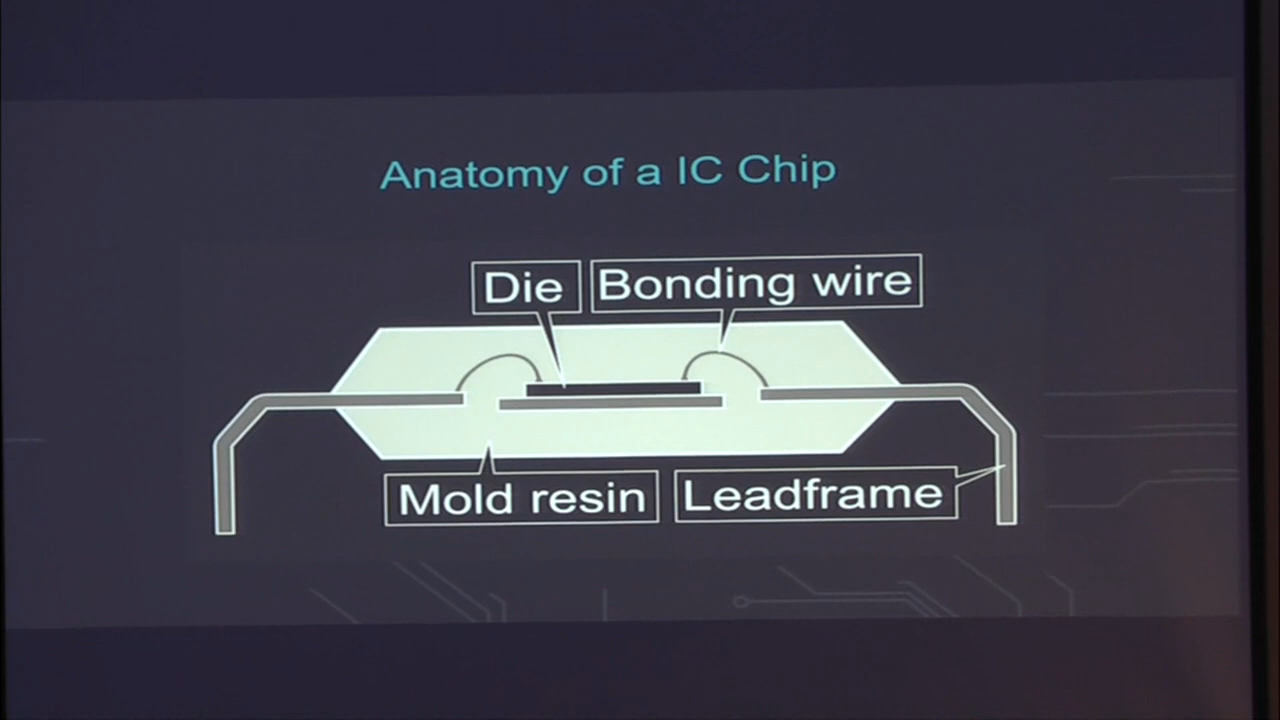 Anatomy of a IC Chip
Die
Bonding wire
Mold resin
Leadframe